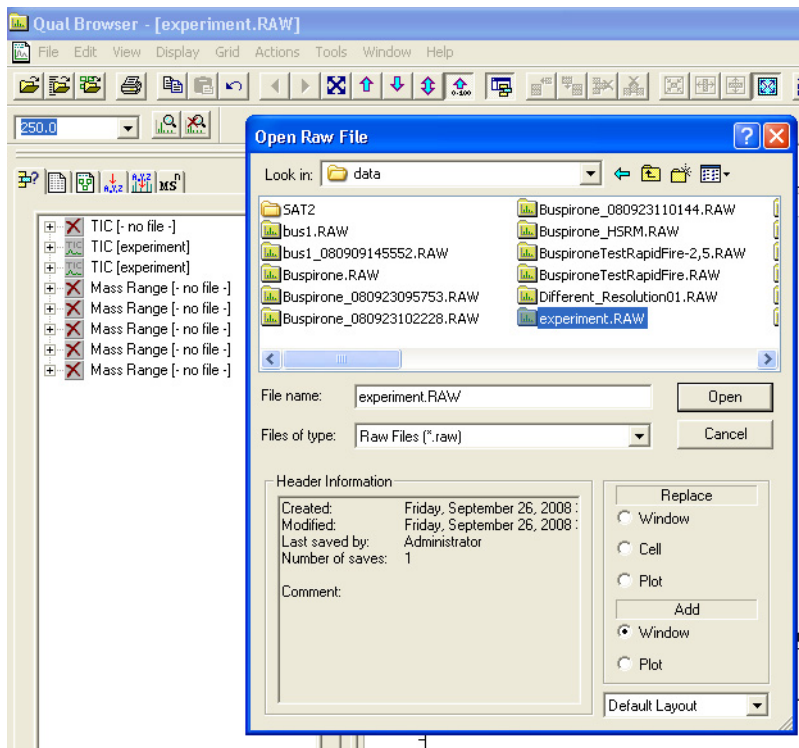 Qual Browser - [experiment.RAW]
File Edit View Display Grid Actions Tools Window Help
0-100
250.0
? A,Y,Z A,Y,Z MSⁿ
TIC [- no file -]
TIC TIC [experiment]
TIC TIC [experiment]
Mass Range [- no file -]
Mass Range [- no file -]
Mass Range [- no file -]
Mass Range [- no file -]
Mass Range [- no file -]
Open Raw File
Look in: data
SAT2
bus1.RAW
bus1_080909145552.RAW
Buspirone.RAW
Buspirone_080923095753.RAW
Buspirone_080923102228.RAW
Buspirone_080923110144.RAW
Buspirone_HSRM.RAW
BuspironeTestRapidFire-2,5.RAW
BuspironeTestRapidFire.RAW
Different_Resolution01.RAW
experiment.RAW
File name: experiment.RAW Open
Files of type: Raw Files (*.raw) Cancel
Header Information
Created: Friday, September 26, 2008
Modified: Friday, September 26, 2008
Last saved by: Administrator
Number of saves: 1
Comment:
Replace
Window
Cell
Plot
Add
Window
Plot
Default Layout